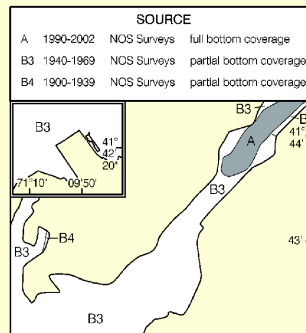 SOURCE
A 1990-2002 NOS Surveys full bottom coverage
B3 1940-1969 NOS Surveys partial bottom coverage
B4 1900-1939 NOS Surveys partial bottom coverage
B3
41°
42'
20"
71°10' 09'50"
B3
B
41°
44'
A
B3
B4
B3
43'
B3